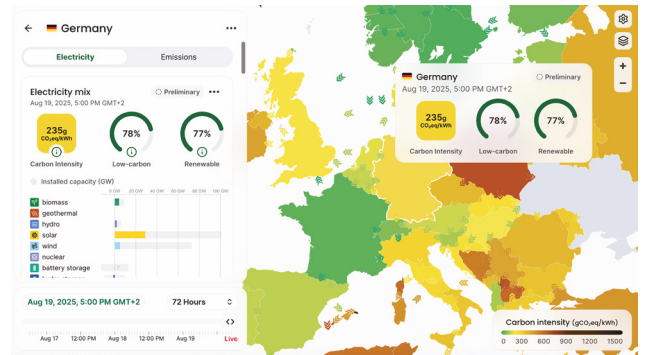 Germany
Electricity
Emissions
Electricity mix
Preliminary
Aug 19, 2025, 5:00 PM GMT+2
235g
CO₂eq/kWh
78%
77%
Carbon Intensity
Low-carbon
Renewable
Installed capacity (GW)
0 GW 20 GW 40 GW 60 GW 80 GW 100 GW
biomass
geothermal
hydro
solar
wind
nuclear
battery storage
?
Aug 19, 2025, 5:00 PM GMT+2
72 Hours
Aug 17 12:00 PM Aug 18 12:00 PM Aug 19
Live
Germany
Preliminary
Aug 19, 2025, 5:00 PM GMT+2
235g
CO₂eq/kWh
78%
77%
Carbon Intensity
Low-carbon
Renewable
+
−
Carbon intensity (gCO₂eq/kWh)
0 300 600 900 1200 1500